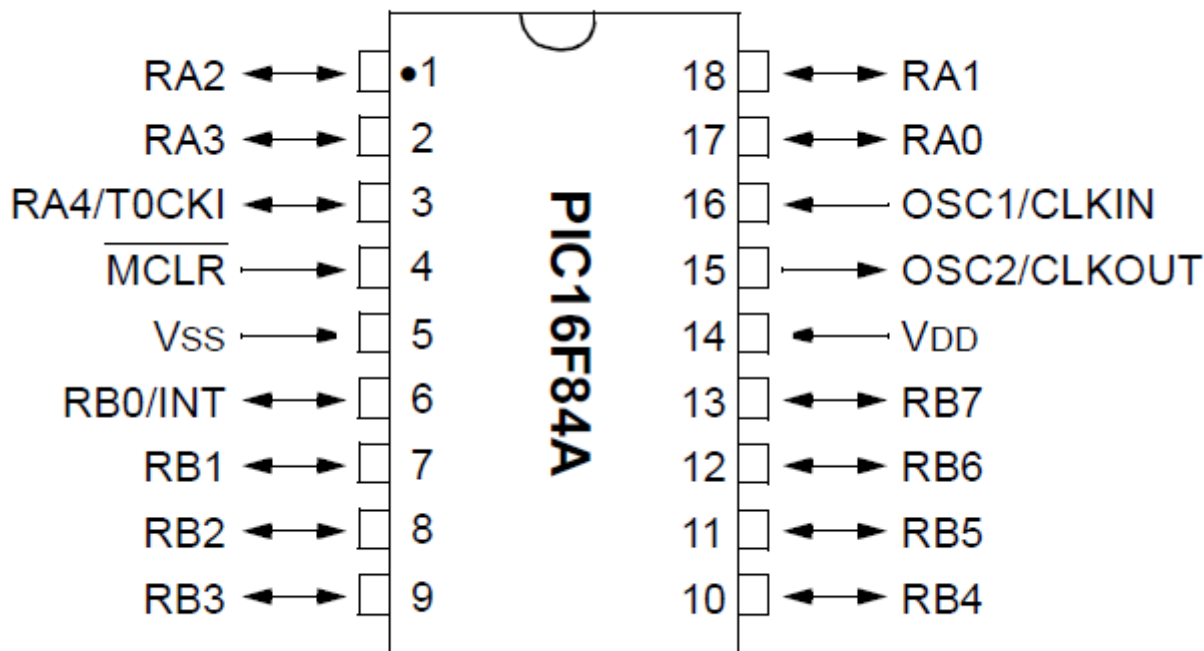 RA2 •1 18 RA1
RA3 2 17 RA0
RA4/T0CKI 3 16 OSC1/CLKIN
M̅C̅L̅R̅ 4 15 OSC2/CLKOUT
VSS 5 14 VDD
RB0/INT 6 13 RB7
RB1 7 12 RB6
RB2 8 11 RB5
RB3 9 10 RB4
PIC16F84A